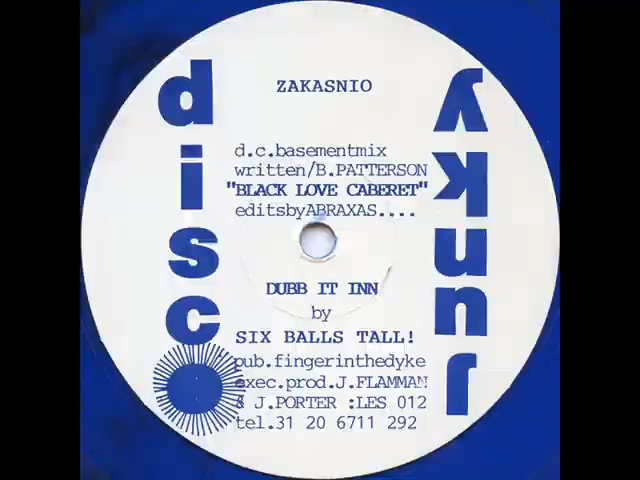 disco
ZAKASNIO
d.c.basementmix
written/B.PATTERSON
"BLACK LOVE CABERET"
editsbyABRAXAS....
DUBB IT INN
by
SIX BALLS TALL!
pub.fingerinthedyke
exec.prod.J.FLAMMAN
& J.PORTER :LES 012
tel.31 20 6711 292
Junky